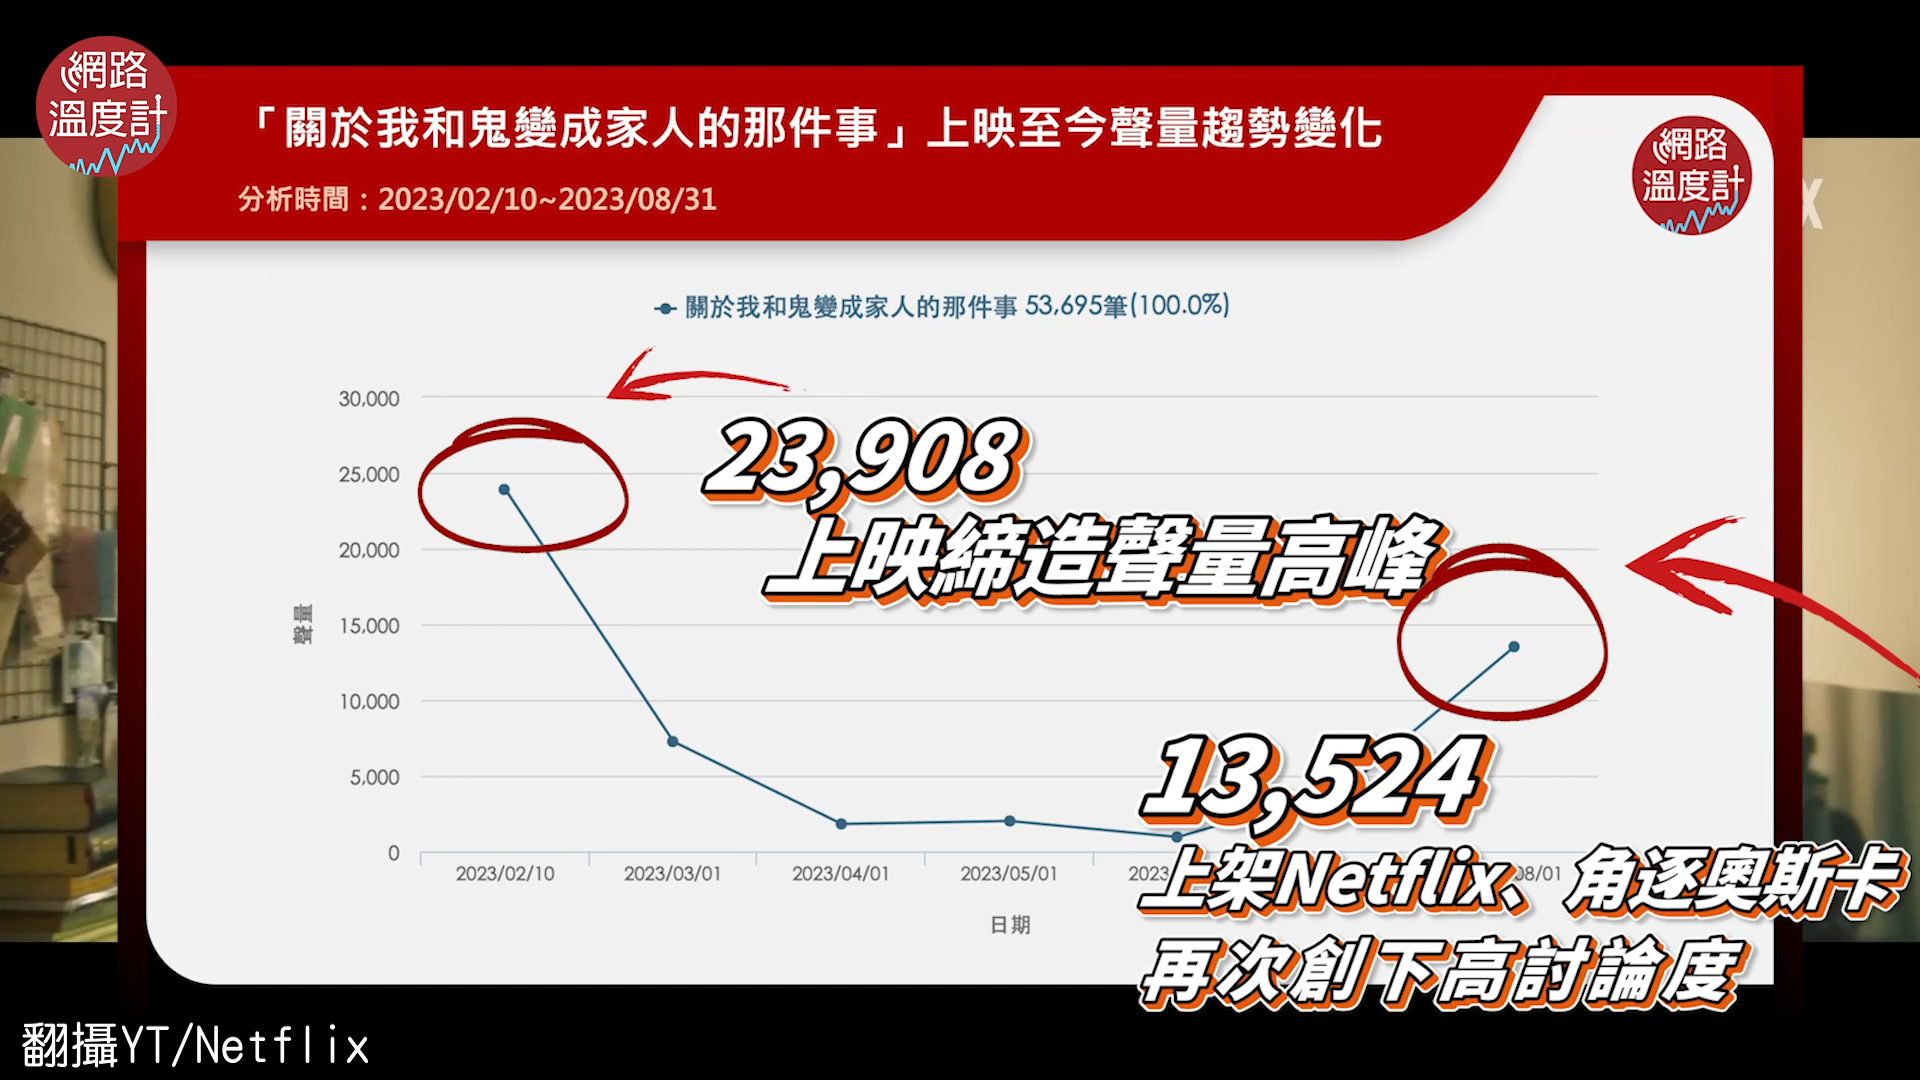 網路
溫度計
「關於我和鬼變成家人的那件事」上映至今聲量趨勢變化
分析時間：2023/02/10~2023/08/31
網路
溫度計
X
關於我和鬼變成家人的那件事 53,695筆(100.0%)
30,000
25,000
20,000
15,000
10,000
5,000
0
聲量
23,908
上映締造聲量高峰
13,524
上架Netflix、角逐奧斯卡
再次創下高討論度
2023/02/10
2023/03/01
2023/04/01
2023/05/01
2023
08/01
日期
翻攝YT/Netflix